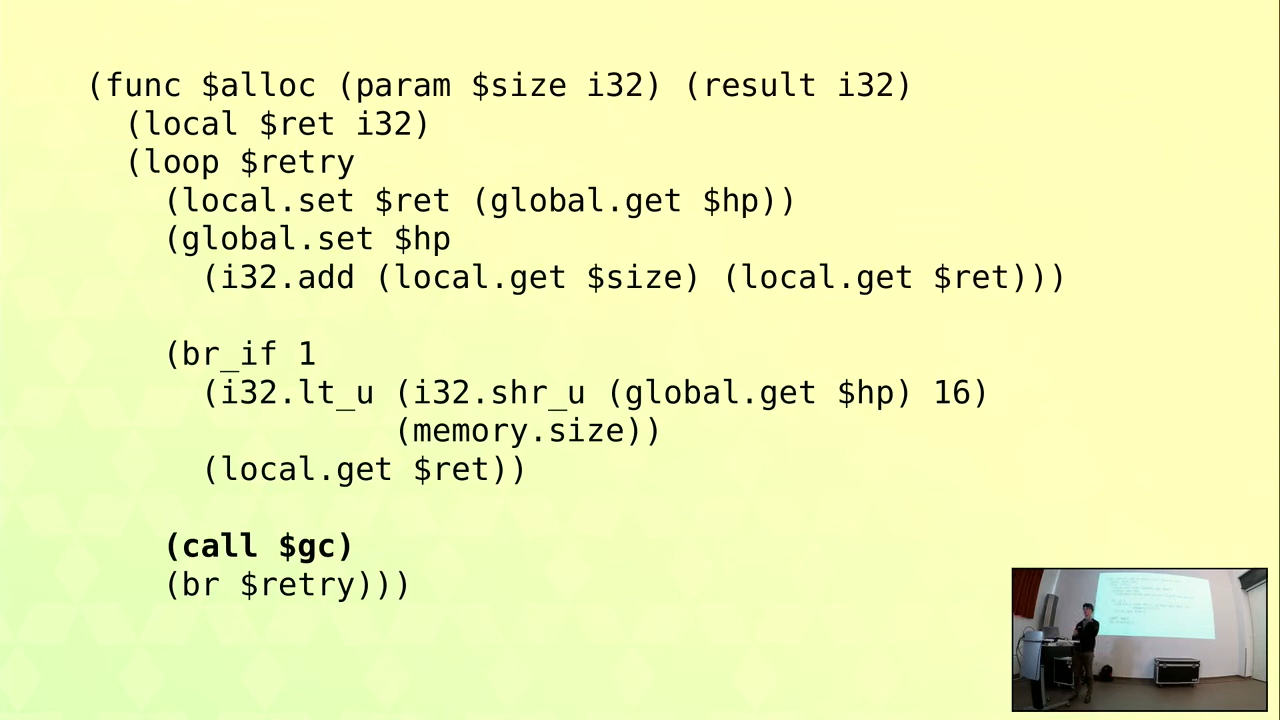 (func $alloc (param $size i32) (result i32)
(local $ret i32)
(loop $retry
(local.set $ret (global.get $hp))
(global.set $hp
(i32.add (local.get $size) (local.get $ret)))
(br_if 1
(i32.lt_u (i32.shr_u (global.get $hp) 16)
(memory.size))
(local.get $ret))
(call $gc)
(br $retry)))